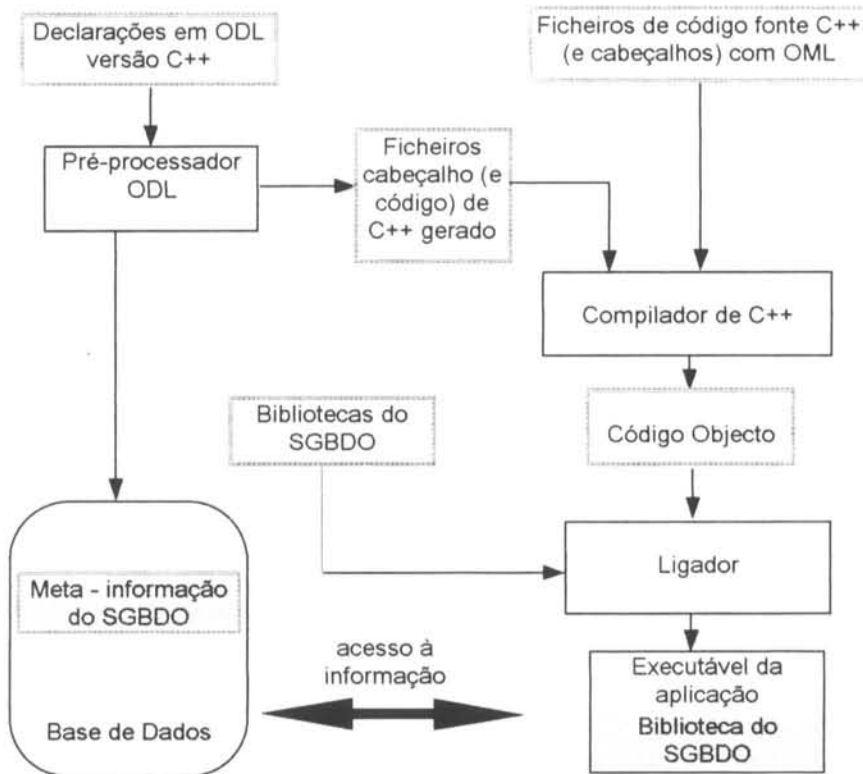 Declarações em ODL
versão C++
Ficheiros de código fonte C++
(e cabeçalhos) com OML
Pré-processador
ODL
Ficheiros
cabeçalho (e
código) de
C++ gerado
Compilador de C++
Bibliotecas do
SGBDO
Código Objecto
Ligador
Meta - informação
do SGBDO
acesso à
informação
Base de Dados
Executável da
aplicação
Biblioteca do
SGBDO